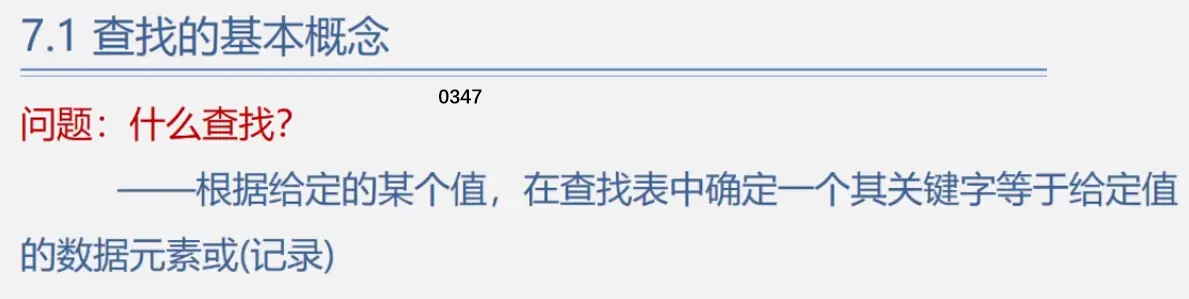 7.1 查找的基本概念
0347
问题：什么查找？
——根据给定的某个值，在查找表中确定一个其关键字等于给定值
的数据元素或(记录)